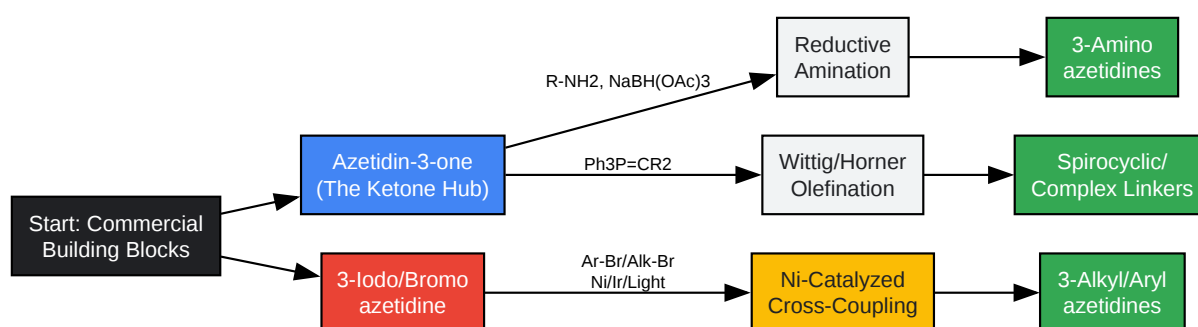 Reductive
Amination
3-Amino
azetidines
R-NH2, NaBH(OAc)3
Azetidin-3-one
(The Ketone Hub)
Ph3P=CR2
Wittig/Horner
Olefination
Spirocyclic/
Complex Linkers
Start: Commercial
Building Blocks
3-Iodo/Bromo
azetidine
Ar-Br/Alk-Br
Ni/Ir/Light
Ni-Catalyzed
Cross-Coupling
3-Alkyl/Aryl
azetidines